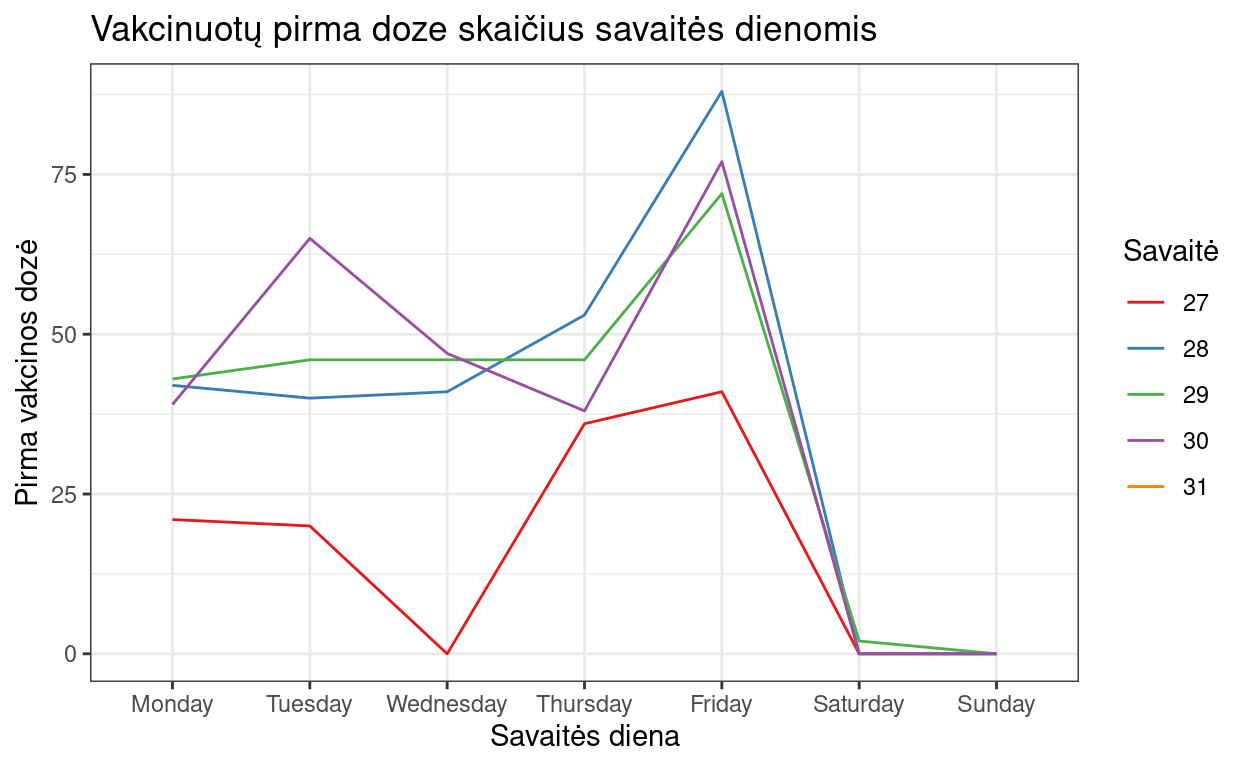 Vakcinuotų pirma doze skaičius savaitės dienomis
Pirma vakcinos dozė
75
50
25
0
Monday Tuesday Wednesday Thursday Friday Saturday Sunday
Savaitės diena
Savaitė
27
28
29
30
31